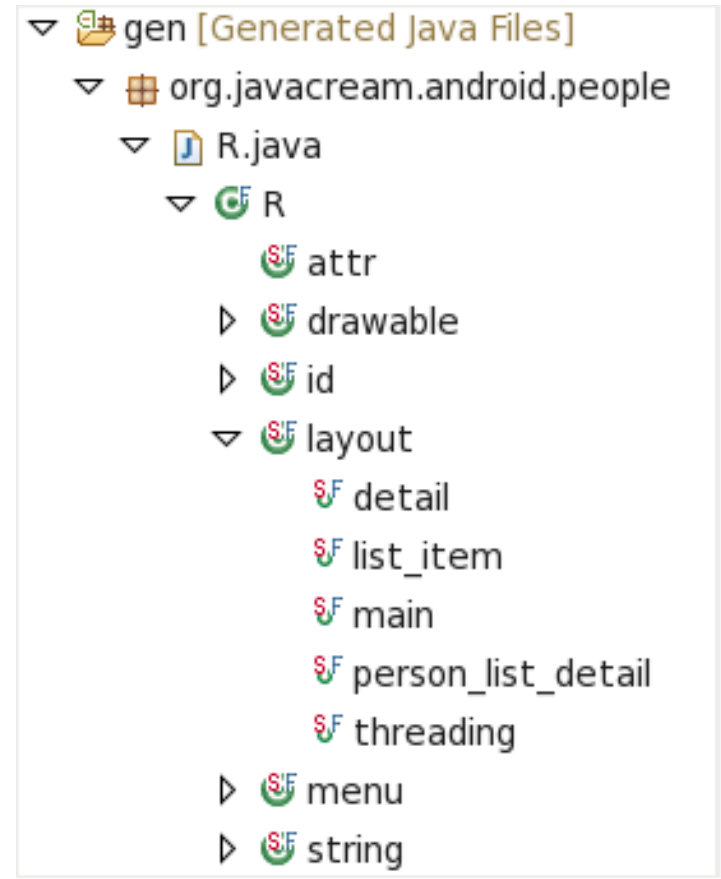 gen [Generated Java Files]
org.javacream.android.people
R.java
R
attr
drawable
id
layout
detail
list_item
main
person_list_detail
threading
menu
string